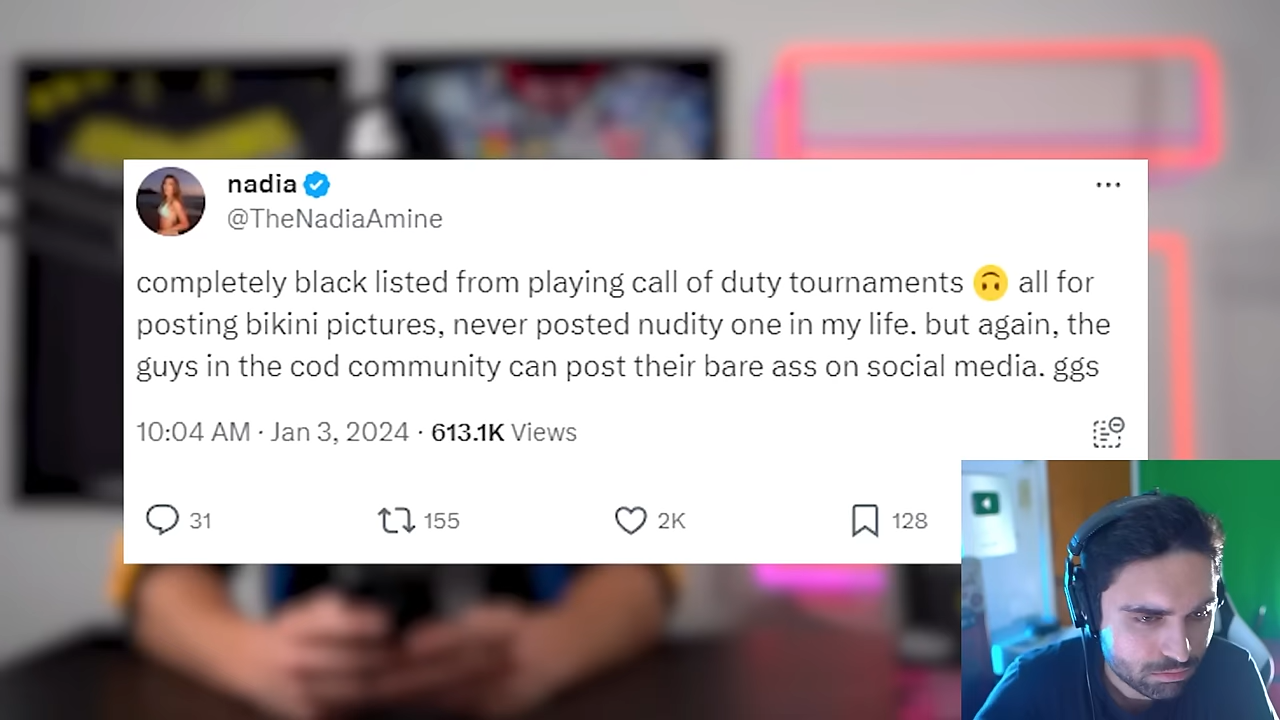 nadia
@TheNadiaAmine
completely black listed from playing call of duty tournaments 🙃 all for
posting bikini pictures, never posted nudity one in my life. but again, the
guys in the cod community can post their bare ass on social media. ggs
10:04 AM · Jan 3, 2024 · 613.1K Views
31 155 2K 128